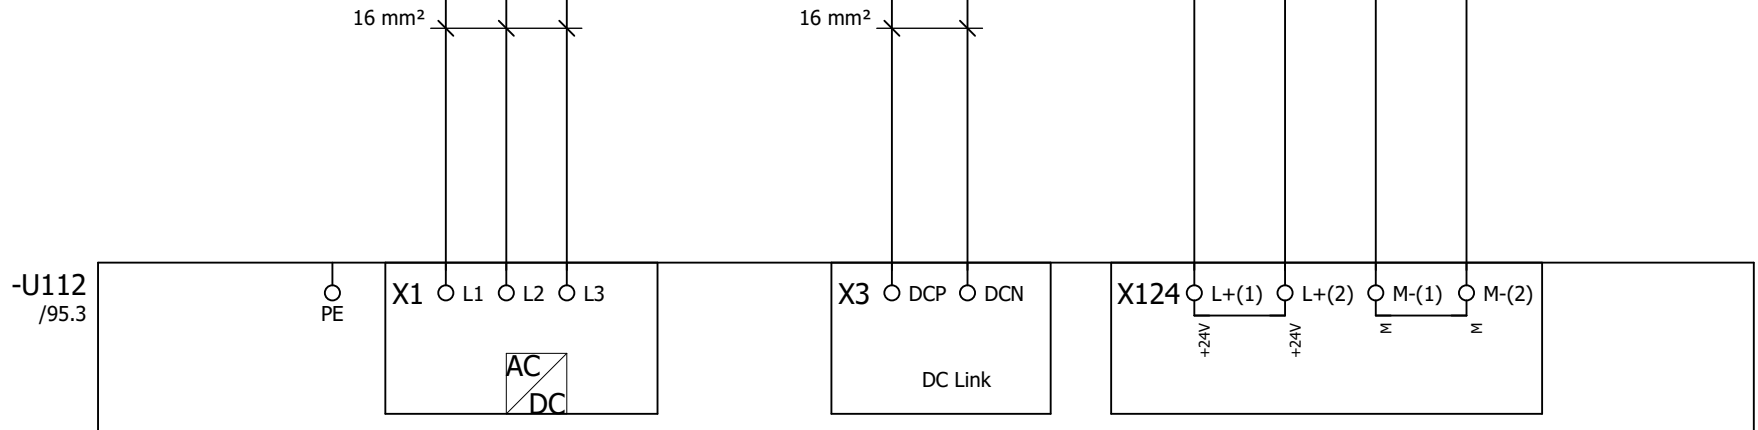 16 mm²
16 mm²
-U112
/95.3
PE
X1 L1 L2 L3
X3 DCP DCN
X124 L+(1) L+(2) M-(1) M-(2)
+24V +24V M M
AC
DC
DC Link